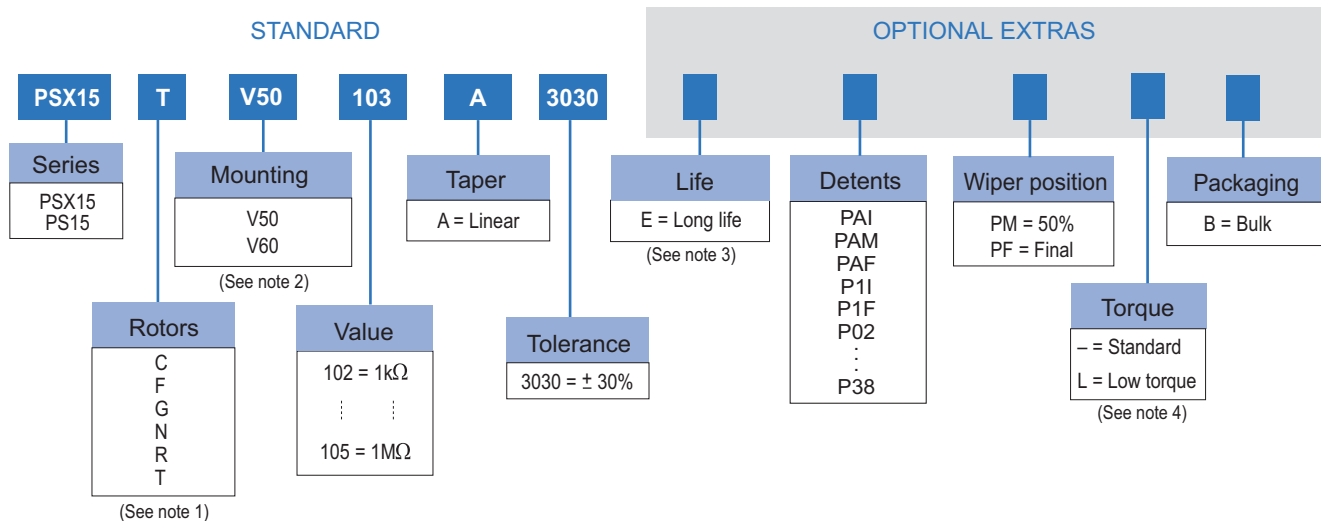 STANDARD
OPTIONAL EXTRAS
PSX15 T V50 103 A 3030
Series
PSX15
PS15
Mounting
V50
V60
(See note 2)
Taper
A = Linear
Life
E = Long life
(See note 3)
Detents
PAI
PAM
PAF
P1I
P1F
P02
P38
Wiper position
PM = 50%
PF = Final
Packaging
B = Bulk
Rotors
C
F
G
N
R
T
(See note 1)
Value
102 = 1kΩ
105 = 1MΩ
Tolerance
3030 = ± 30%
Torque
– = Standard
L = Low torque
(See note 4)